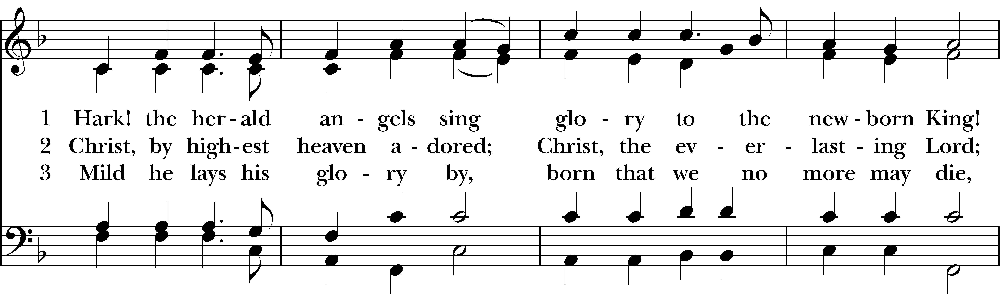 1 Hark! the her - ald an - gels sing glo - ry to the new - born King!
2 Christ, by high - est heaven a - dored; Christ, the ev - er - last - ing Lord;
3 Mild he lays his glo - ry by, born that we no more may die,